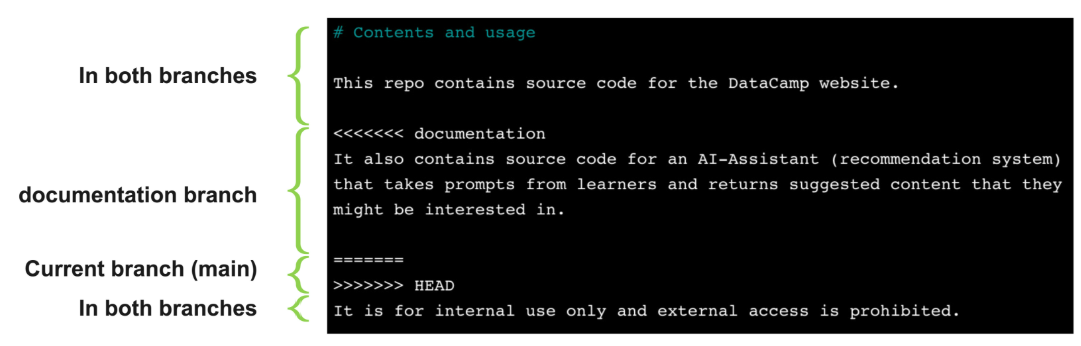 # Contents and usage
In both branches
This repo contains source code for the DataCamp website.
<<<<<<< documentation
It also contains source code for an AI-Assistant (recommendation system)
documentation branch
that takes prompts from learners and returns suggested content that they
might be interested in.
Current branch (main)
=======
>>>>>>> HEAD
In both branches
It is for internal use only and external access is prohibited.